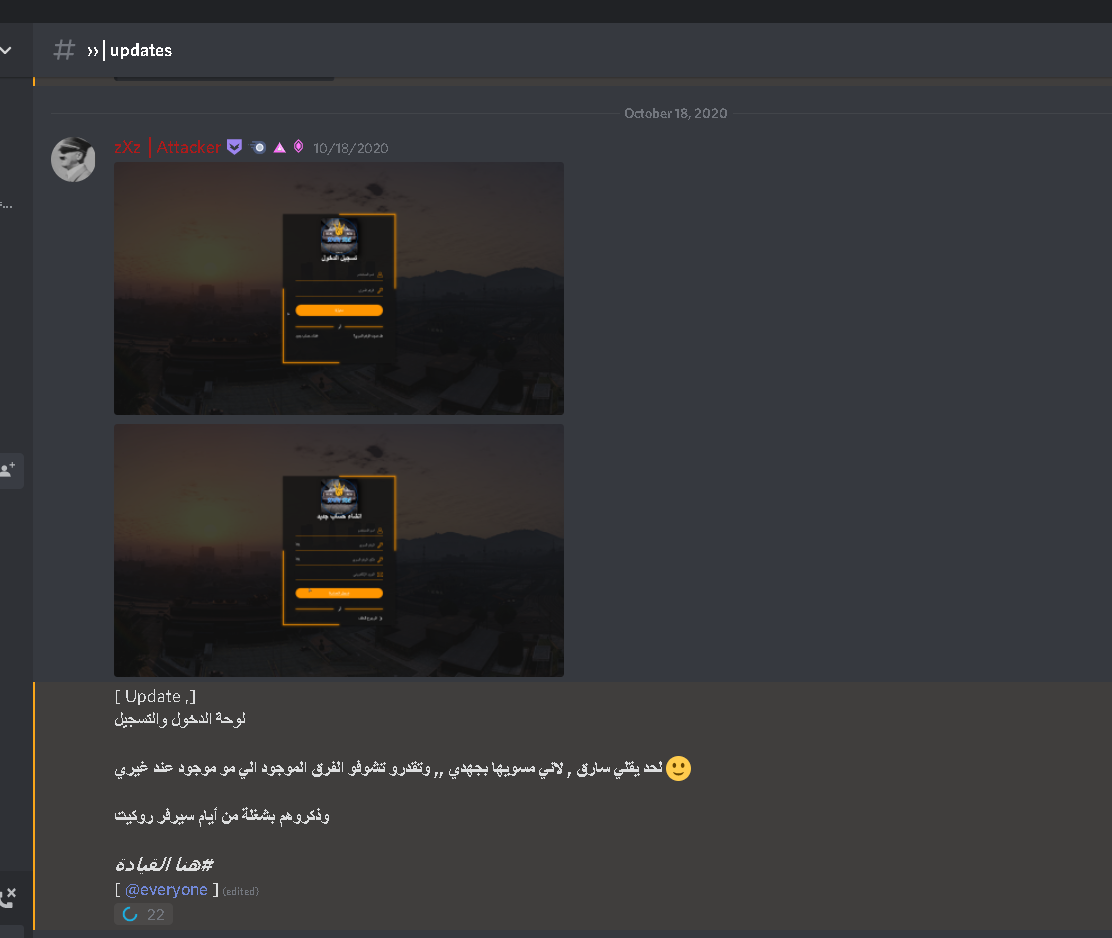 updates
October 18, 2020
zXz | Attacker 10/18/2020
تسجيل الدخول
انشاء حساب جديد
[ Update ,]
لوحة الدخول والتسجيل
لحد يقلي سارق , لاني مسويها بجهدي ,, وتقدرو تشوفو الفرق الموجود الي مو موجود عند غيري
وذكروهم بشغلة من أيام سيرفر روكيت
#هنا القيادة
[ @everyone ] (edited)
22